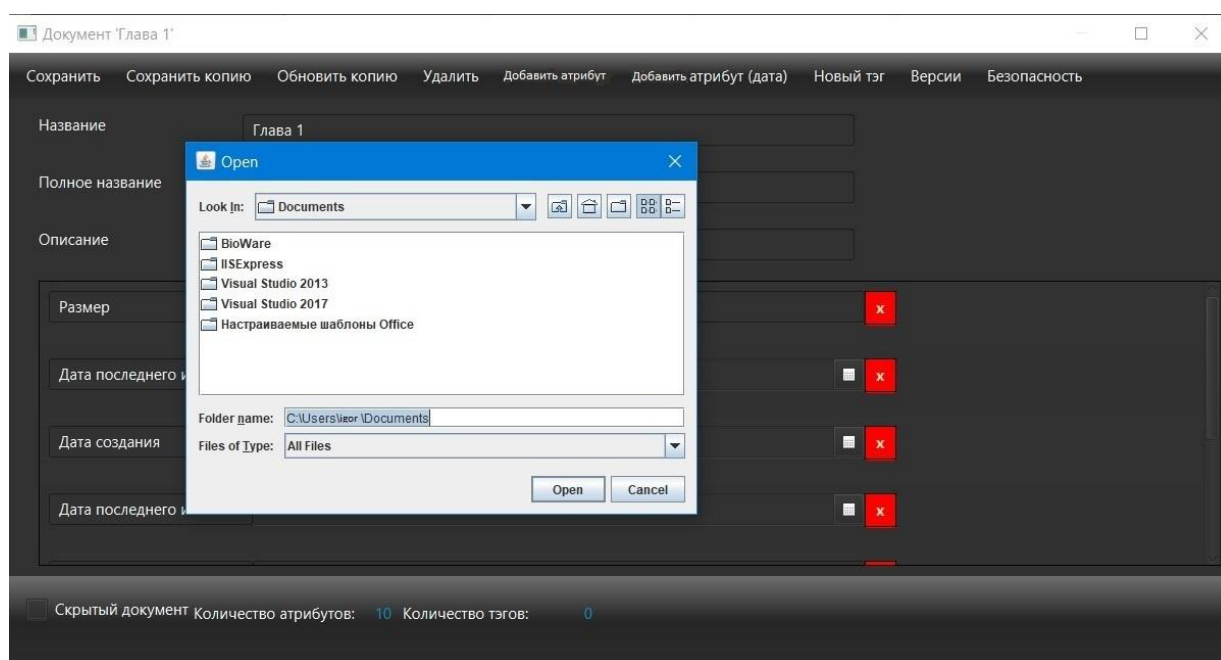 Документ 'Глава 1'
Сохранить Сохранить копию Обновить копию Удалить Добавить атрибут Добавить атрибут (дата) Новый тэг Версии Безопасность
Название Глава 1
Open
Полное название
Look In: Documents
Описание
BioWare
IISExpress
Visual Studio 2013
Visual Studio 2017
Настраиваемые шаблоны Office
Размер x
Дата последнего и x
Folder name: C:\Users\igor\Documents
Files of Type: All Files
Дата создания x
Open Cancel
Дата последнего и x
Скрытый документ Количество атрибутов: 10 Количество тэгов: 0